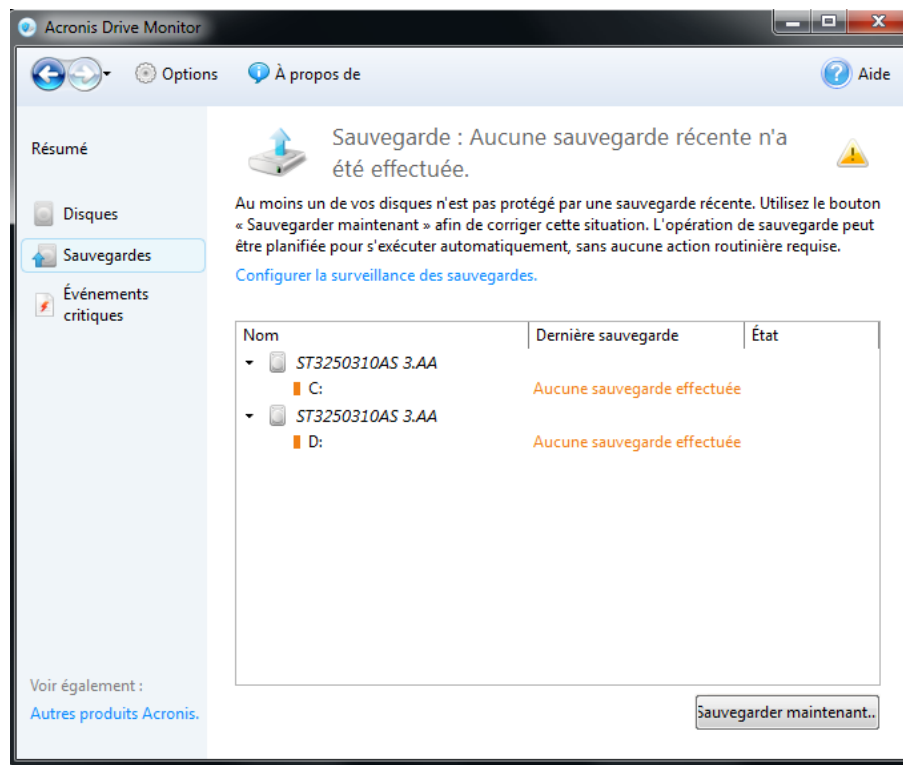 Acronis Drive Monitor
Options
À propos de
Aide
Résumé
Disques
Sauvegardes
Événements
critiques
Voir également :
Autres produits Acronis.
Sauvegarde : Aucune sauvegarde récente n'a
été effectuée.
Au moins un de vos disques n'est pas protégé par une sauvegarde récente. Utilisez le bouton
« Sauvegarder maintenant » afin de corriger cette situation. L'opération de sauvegarde peut
être planifiée pour s'exécuter automatiquement, sans aucune action routinière requise.
Configurer la surveillance des sauvegardes.
Nom Dernière sauvegarde État
ST3250310AS 3.AA
C: Aucune sauvegarde effectuée
ST3250310AS 3.AA
D: Aucune sauvegarde effectuée
Sauvegarder maintenant..